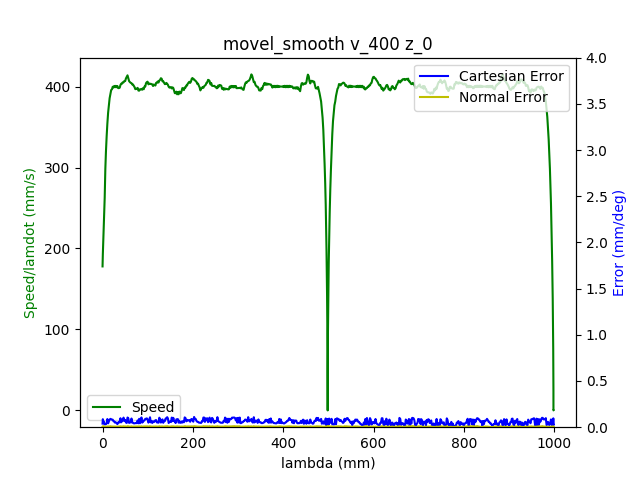 movel_smooth v_400 z_0
Cartesian Error
Normal Error
Speed
Speed/lamdot (mm/s)
Error (mm/deg)
lambda (mm)
0
100
200
300
400
0.0
0.5
1.0
1.5
2.0
2.5
3.0
3.5
4.0
0
200
400
600
800
1000